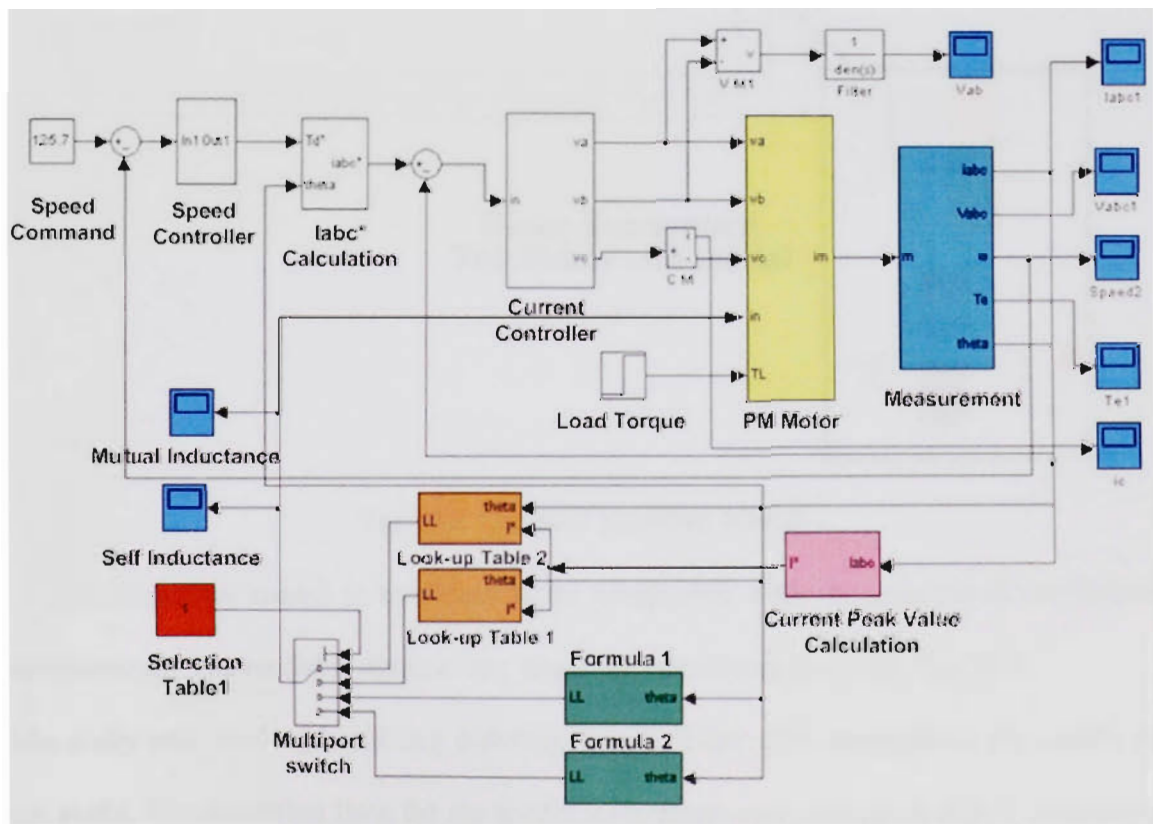 125.7
Speed
Command
In1 Out1
Speed
Controller
Td*
theta
iabc*
Iabc*
Calculation
in
va
vb
vc
Current
Controller
+
-
v
V M1
1
den(s)
Filter
Vab
+
i
-
C M
va
vb
vc
in
TL
im
PM Motor
Load Torque
m
Iabc
Vabc
w
Te
theta
Measurement
Iabc1
Vabc1
Speed2
Te1
ic
Mutual Inductance
Self Inductance
Selection
Table1
LL
theta
I*
Look-up Table 2
LL
theta
I*
Look-up Table 1
I*
Iabc
Current Peak Value
Calculation
Multiport
switch
Formula 1
LL
theta
Formula 2
LL
theta